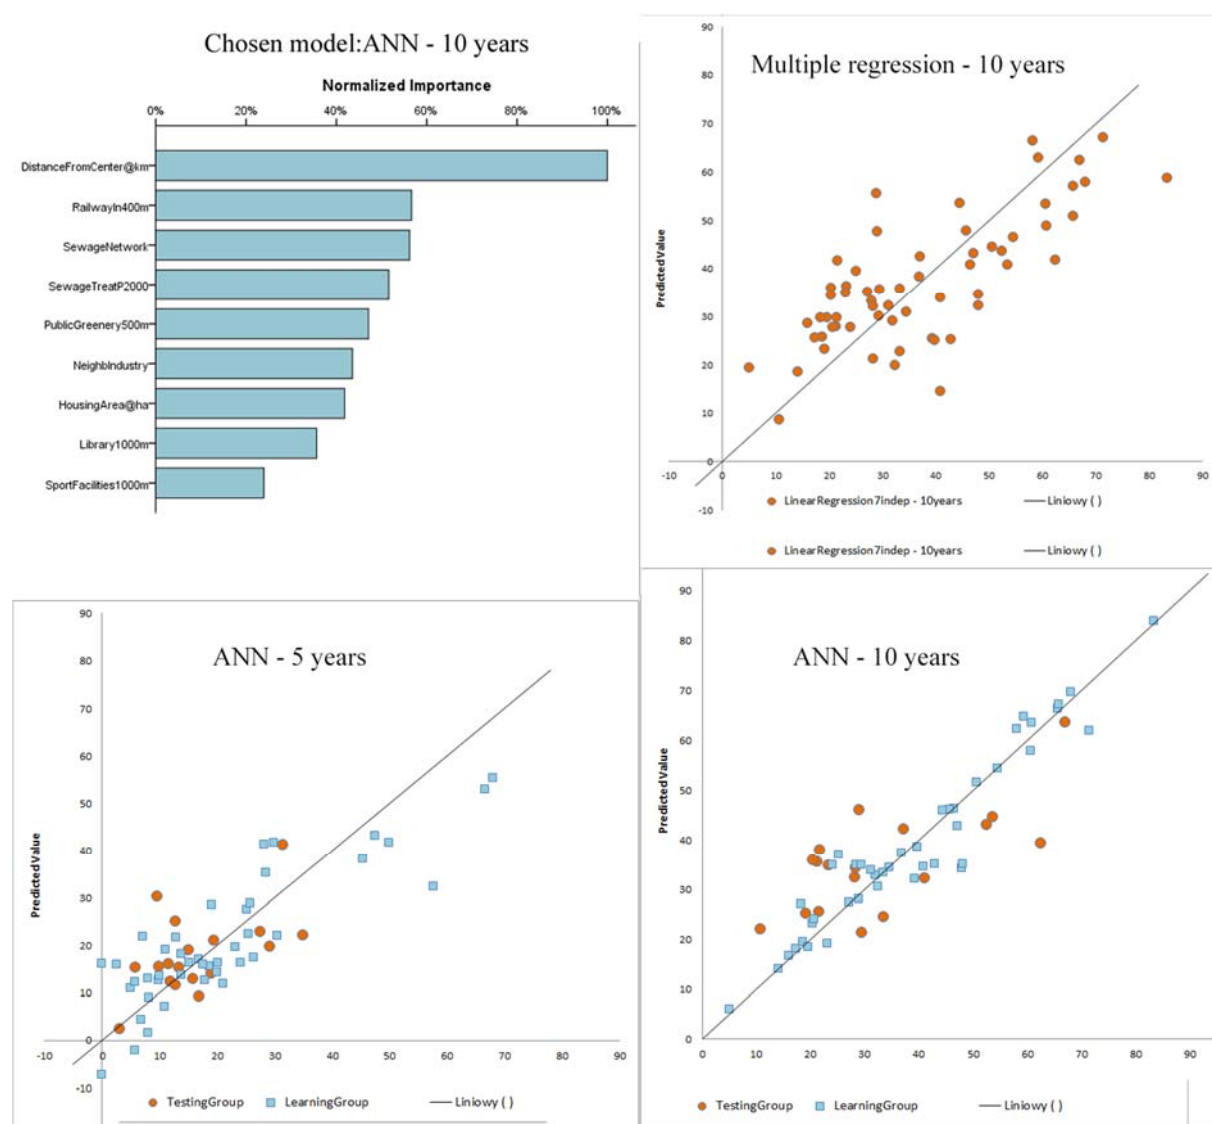 Chosen model:ANN - 10 years
Normalized Importance
0% 20% 40% 60% 80% 100%
DistanceFromCenter@km
RailwayIn400m
SewageNetwork
SewageTreatP2000
PublicGreenery500m
NeighbIndustry
HousingArea@ha
Library1000m
SportFacilities1000m
Multiple regression - 10 years
Predicted Value
90
80
70
60
50
40
30
20
10
0
-10
-10 0 10 20 30 40 50 60 70 80 90
LinearRegression7indep - 10years Liniowy ( )
LinearRegression7indep - 10years Liniowy ( )
ANN - 5 years
Predicted Value
90
80
70
60
50
40
30
20
10
0
-10
-10 0 10 20 30 40 50 60 70 80 90
TestingGroup LearningGroup Liniowy ( )
ANN - 10 years
Predicted Value
90
80
70
60
50
40
30
20
10
0
0 10 20 30 40 50 60 70 80 90
TestingGroup LearningGroup Liniowy ( )